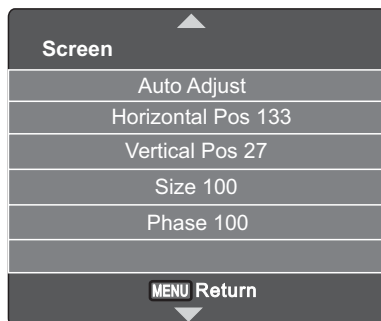 Screen
Auto Adjust
Horizontal Pos 133
Vertical Pos 27
Size 100
Phase 100
MENU Return